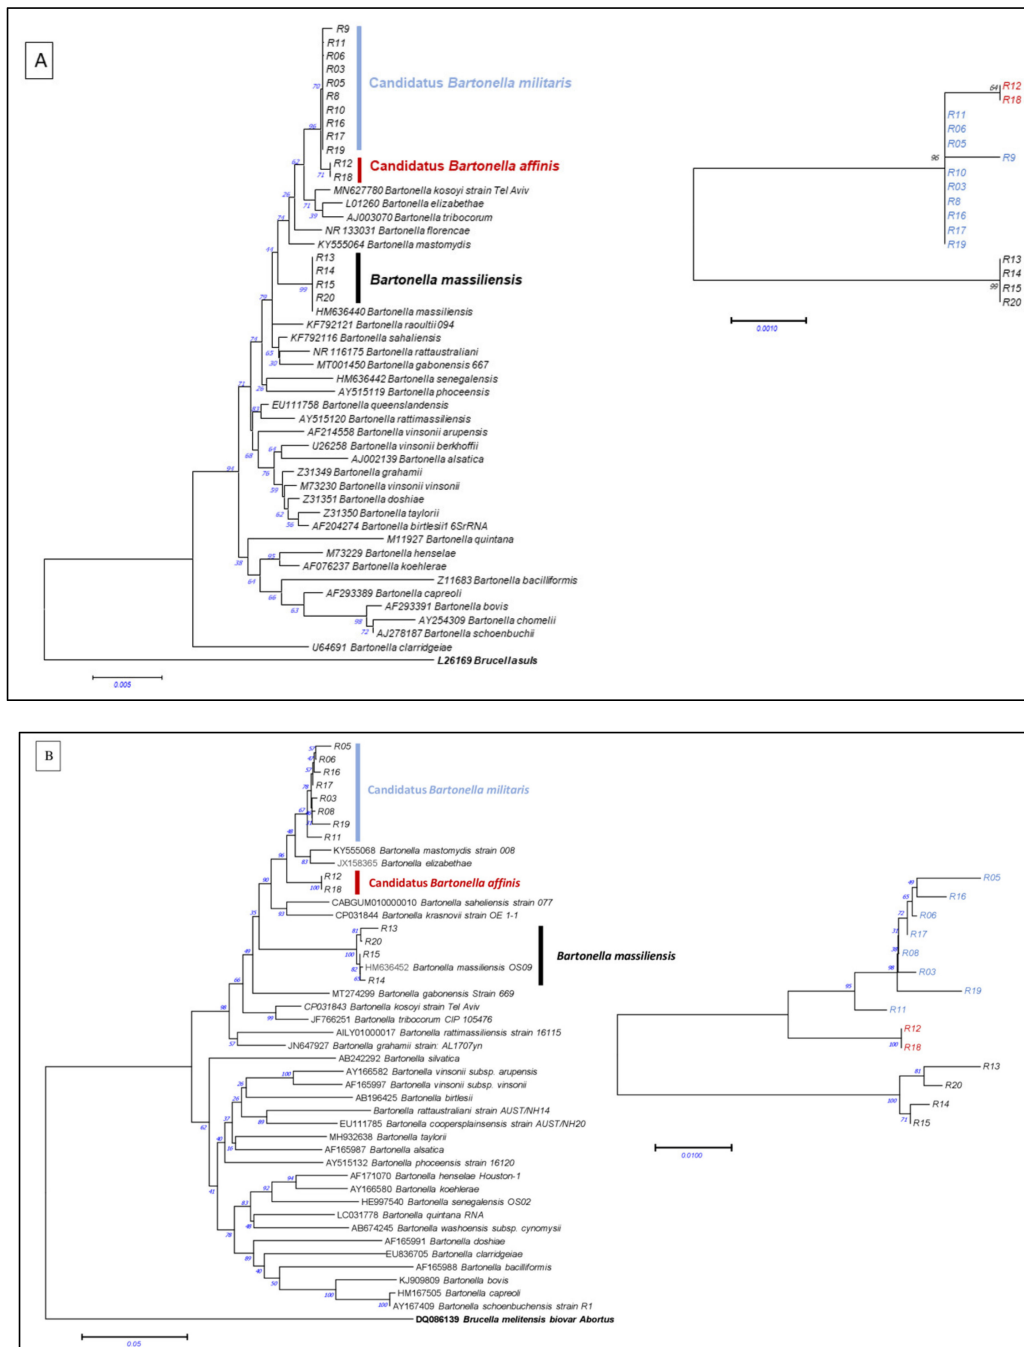 A
R9
R11
R06
R03
R05
R8
R10
R16
R17
R19
Candidatus Bartonella militaris
R12
R18
Candidatus Bartonella affinis
MN627780 Bartonella kosoyi strain Tel Aviv
L01260 Bartonella elizabethae
AJ003070 Bartonella tribocorum
NR 133031 Bartonella florencae
KY555064 Bartonella mastomydis
R13
R14
R15
R20
Bartonella massiliensis
HM636440 Bartonella massiliensis
KF792121 Bartonella raoultii 094
KF792116 Bartonella sahaliensis
NR 116175 Bartonella rattaustraliani
MT001450 Bartonella gabonensis 667
HM636442 Bartonella senegalensis
AY515119 Bartonella phoceensis
EU111758 Bartonella queenslandensis
AY515120 Bartonella rattimassiliensis
AF214558 Bartonella vinsonii arupensis
U26258 Bartonella vinsonii berkhoffii
AJ002139 Bartonella alsatica
Z31349 Bartonella grahamii
M73230 Bartonella vinsonii vinsonii
Z31351 Bartonella doshiae
Z31350 Bartonella taylorii
AF204274 Bartonella birtlesii1 6SrRNA
M11927 Bartonella quintana
M73229 Bartonella henselae
AF076237 Bartonella koehlerae
Z11683 Bartonella bacilliformis
AF293389 Bartonella capreoli
AF293391 Bartonella bovis
AY254309 Bartonella chomelii
AJ278187 Bartonella schoenbuchii
U64691 Bartonella clarridgeiae
L26169 Brucella suis
0.005
R12
R18
R11
R06
R05
R9
R10
R03
R8
R16
R17
R19
R13
R14
R15
R20
64
96
99
0.0010
B
R05
R06
R16
R17
R03
R08
R19
R11
Candidatus Bartonella militaris
KY555068 Bartonella mastomydis strain 008
JX158365 Bartonella elizabethae
R12
R18
Candidatus Bartonella affinis
CABGUM010000010 Bartonella saheliensis strain 077
CP031844 Bartonella krasnovii strain OE 1-1
R13
R20
R15
HM636452 Bartonella massiliensis OS09
R14
Bartonella massiliensis
MT274299 Bartonella gabonensis Strain 669
CP031843 Bartonella kosoyi strain Tel Aviv
JF766251 Bartonella tribocorum CIP 105476
AILY01000017 Bartonella rattimassiliensis strain 16115
JN647927 Bartonella grahamii strain: AL1707yn
AB242292 Bartonella silvatica
AY166582 Bartonella vinsonii subsp. arupensis
AF165997 Bartonella vinsonii subsp. vinsonii
AB196425 Bartonella birtlesii
Bartonella rattaustraliani strain AUST/NH14
EU111785 Bartonella coopersplainsensis strain AUST/NH20
MH932638 Bartonella taylorii
AF165987 Bartonella alsatica
AY515132 Bartonella phoceensis strain 16120
AF171070 Bartonella henselae Houston-1
AY166580 Bartonella koehlerae
HE997540 Bartonella senegalensis OS02
LC031778 Bartonella quintana RNA
AB674245 Bartonella washoensis subsp. cynomysii
AF165991 Bartonella doshiae
EU836705 Bartonella clarridgeiae
AF165988 Bartonella bacilliformis
KJ909809 Bartonella bovis
HM167505 Bartonella capreoli
AY167409 Bartonella schoenbuchensis strain R1
DQ086139 Brucella melitensis biovar Abortus
0.05
R05
R16
R06
R17
R08
R03
R19
R11
R12
R18
R13
R20
R14
R15
0.0100